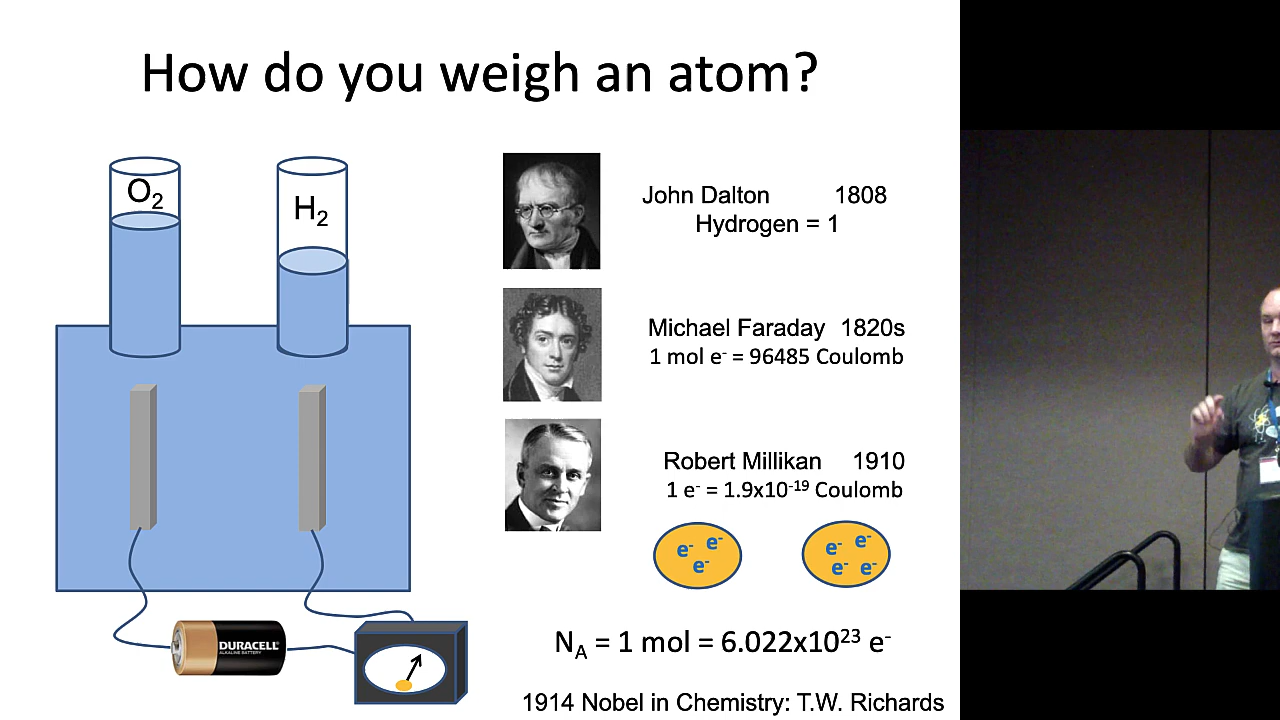 How do you weigh an atom?
O₂
H₂
John Dalton 1808
Hydrogen = 1
Michael Faraday 1820s
1 mol e⁻ = 96485 Coulomb
Robert Millikan 1910
1 e⁻ = 1.9x10⁻¹⁹ Coulomb
e⁻ e⁻ e⁻
e⁻ e⁻ e⁻ e⁻
DURACELL
ALKALINE BATTERY
N_A = 1 mol = 6.022x10²³ e⁻
1914 Nobel in Chemistry: T.W. Richards